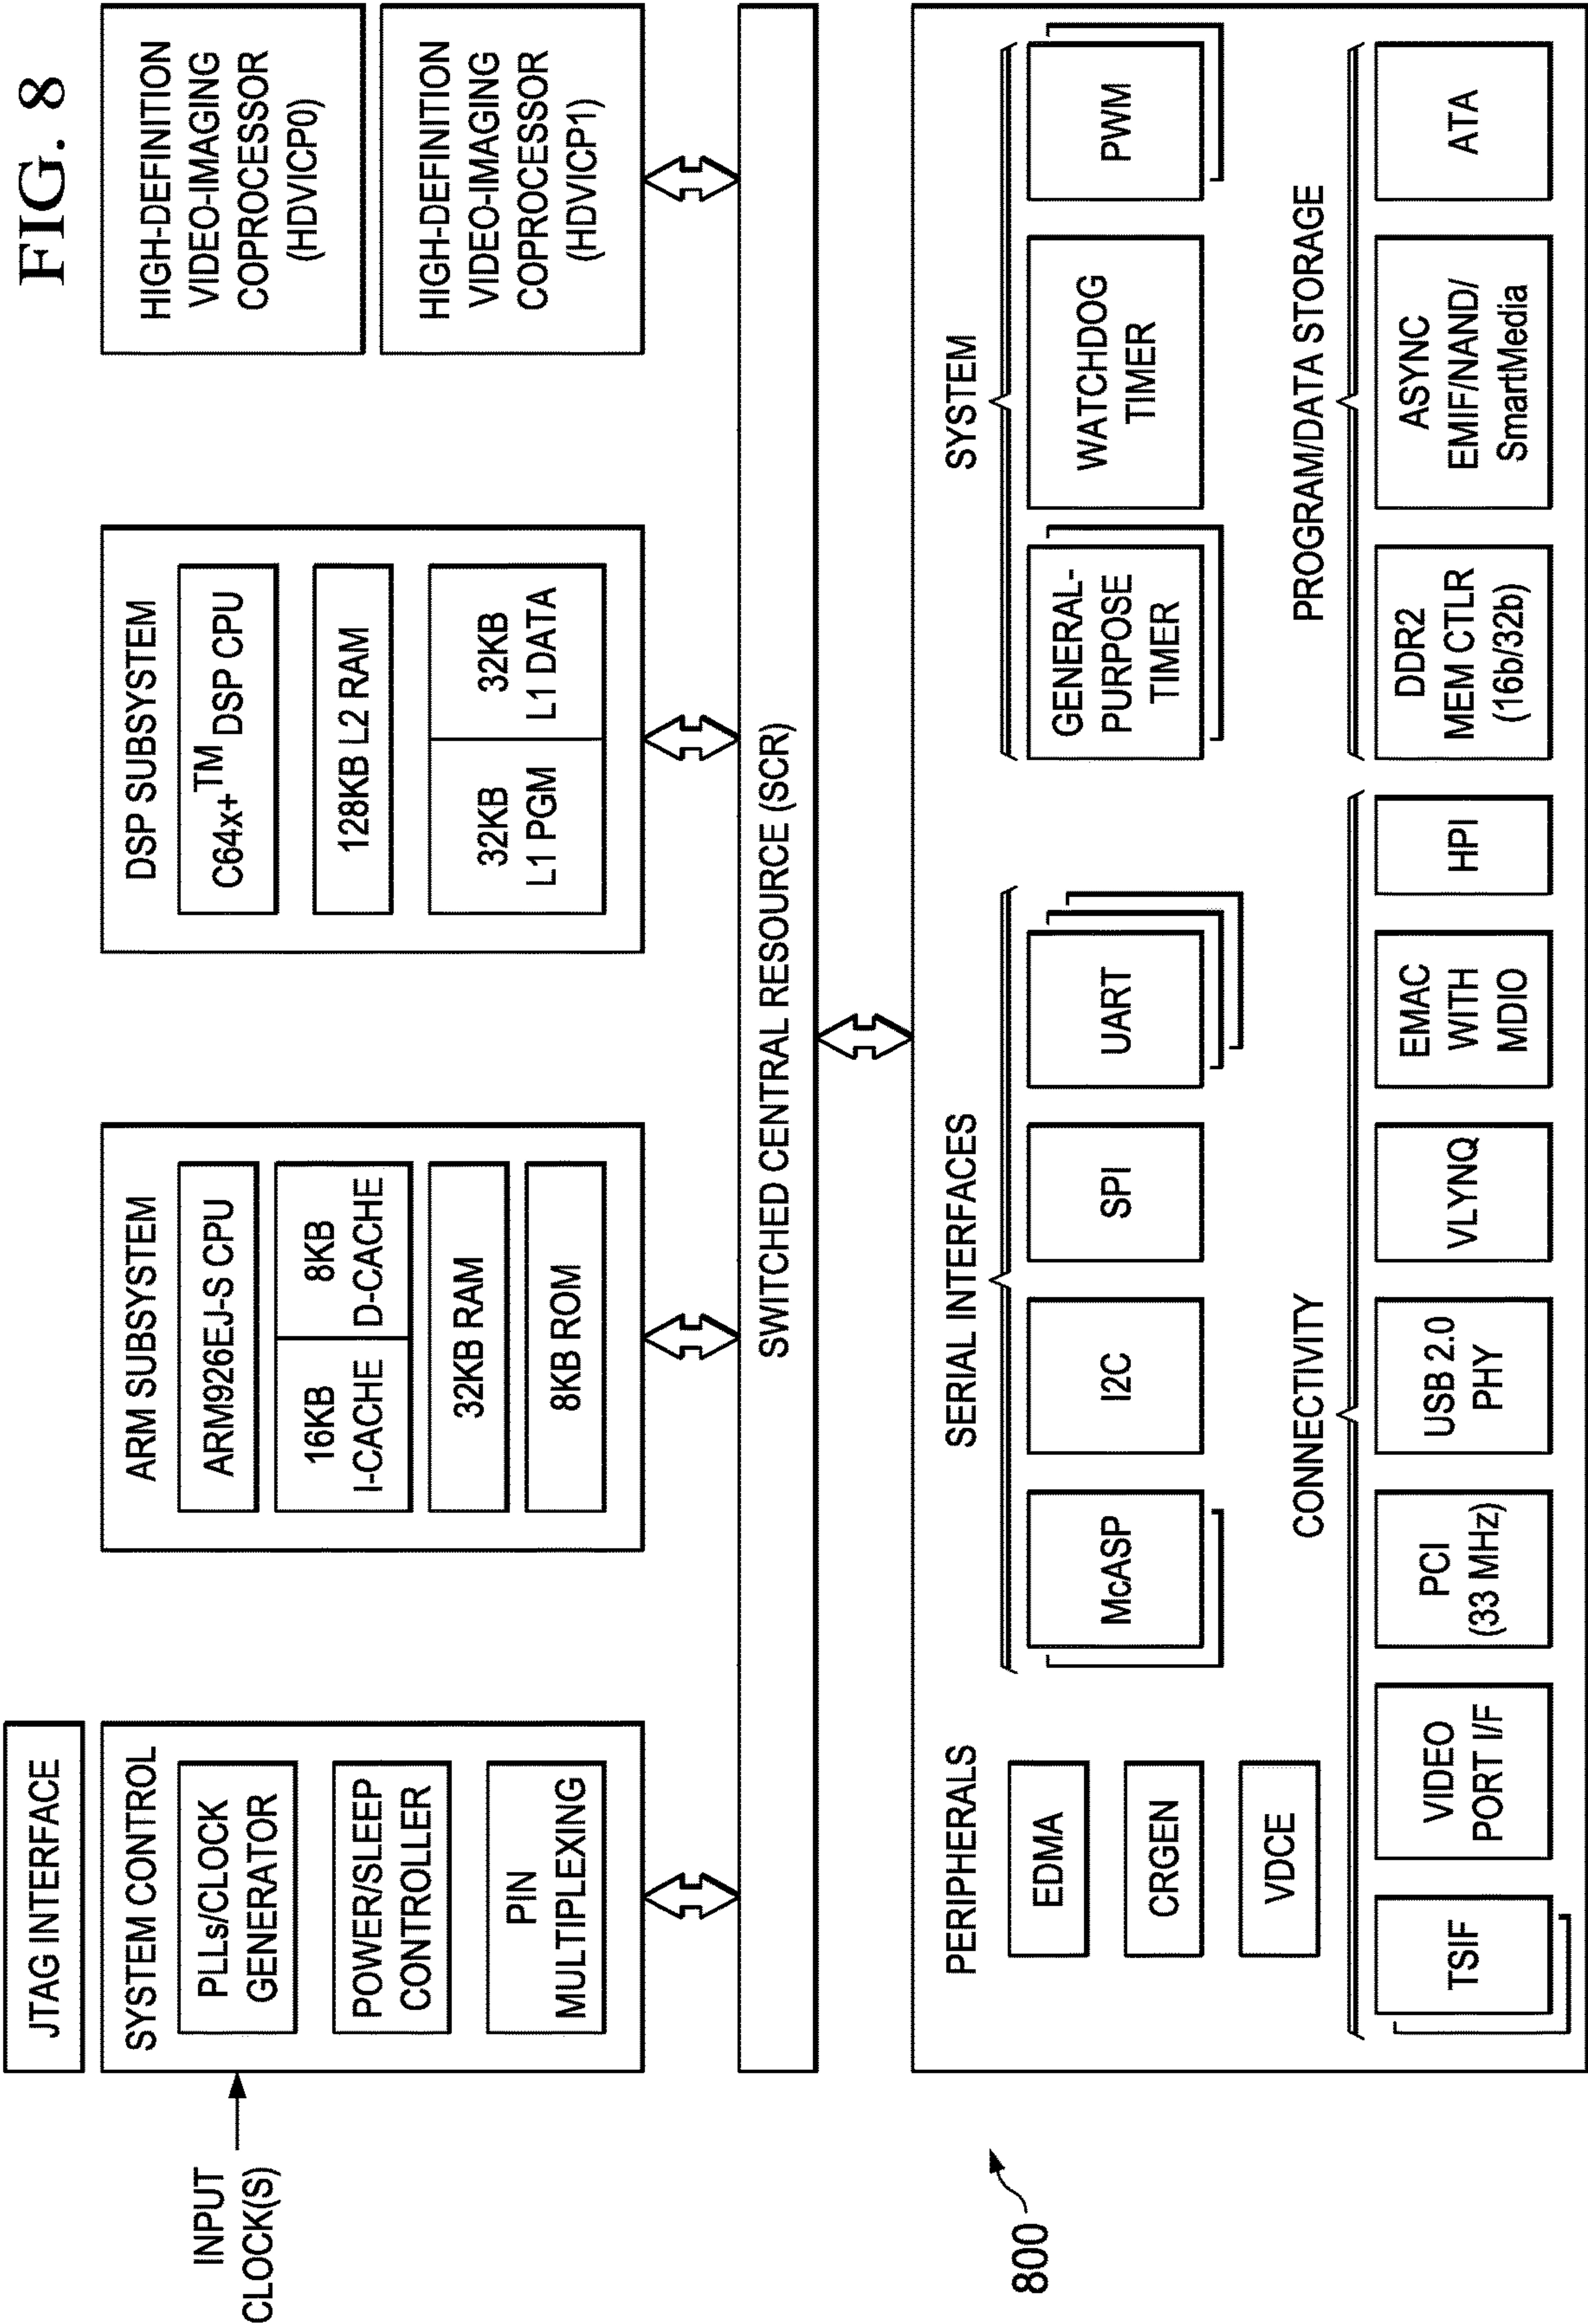 FIG. 8
JTAG INTERFACE
INPUT
CLOCK(S)
SYSTEM CONTROL
PLLs/CLOCK
GENERATOR
POWER/SLEEP
CONTROLLER
PIN
MULTIPLEXING
ARM SUBSYSTEM
ARM926EJ-S CPU
16KB
I-CACHE
8KB
D-CACHE
32KB RAM
8KB ROM
DSP SUBSYSTEM
C64x+TM DSP CPU
128KB L2 RAM
32KB
L1 PGM
32KB
L1 DATA
HIGH-DEFINITION
VIDEO-IMAGING
COPROCESSOR
(HDVICP0)
HIGH-DEFINITION
VIDEO-IMAGING
COPROCESSOR
(HDVICP1)
SWITCHED CENTRAL RESOURCE (SCR)
800
PERIPHERALS
EDMA
CRGEN
VDCE
SERIAL INTERFACES
McASP
I2C
SPI
UART
SYSTEM
GENERAL-
PURPOSE
TIMER
WATCHDOG
TIMER
PWM
CONNECTIVITY
TSIF
VIDEO
PORT I/F
PCI
(33 MHz)
USB 2.0
PHY
VLYNQ
EMAC
WITH
MDIO
HPI
PROGRAM/DATA STORAGE
DDR2
MEM CTLR
(16b/32b)
ASYNC
EMIF/NAND/
SmartMedia
ATA